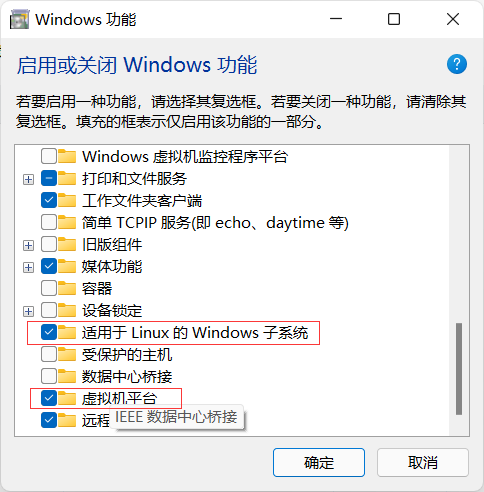 Windows 功能
启用或关闭 Windows 功能
?
若要启用一种功能，请选择其复选框。若要关闭一种功能，请清除其
复选框。填充的框表示仅启用该功能的一部分。
Windows 虚拟机监控程序平台
打印和文件服务
工作文件夹客户端
简单 TCPIP 服务(即 echo、daytime 等)
旧版组件
媒体功能
容器
设备锁定
适用于 Linux 的 Windows 子系统
受保护的主机
数据中心桥接
虚拟机平台
IEEE 数据中心桥接
远程
确定
取消